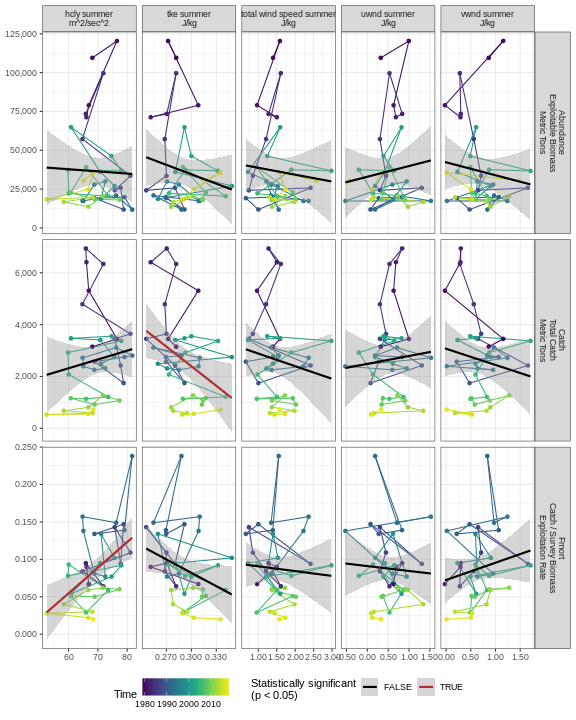 hdly summer
m^2/sec^2
tke summer
J/kg
total wind speed summer
J/kg
uwnd summer
J/kg
vwnd summer
J/kg
125,000
100,000
75,000
50,000
25,000
0
Abundance
Exploitable Biomass
Metric Tons
6,000
4,000
2,000
0
Catch
Total Catch
Metric Tons
0.250
0.200
0.150
0.100
0.050
0.000
Fmort
Catch / Survey Biomass
Exploitation Rate
60 70 80
0.270 0.300 0.330
1.00 1.50 2.00 2.50 3.00
-0.50 0.00 0.50 1.00 1.50
0.00 0.50 1.00 1.50
Time
1980 1990 2000 2010
Statistically significant
(p < 0.05)
FALSE
TRUE